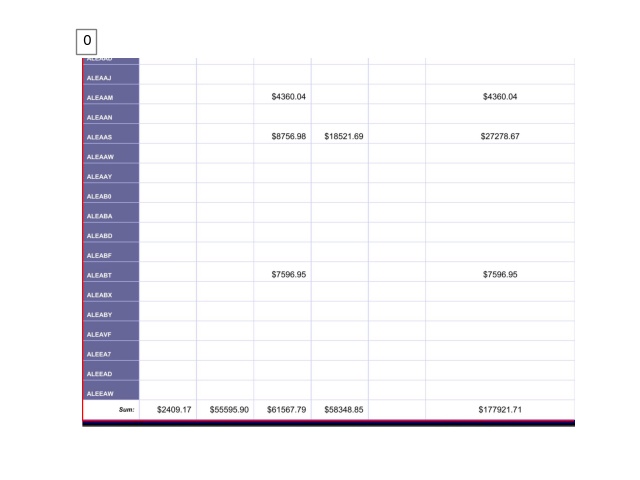 0
ALEAAD
ALEAAJ
ALEAAM $4360.04 $4360.04
ALEAAN
ALEAAS $8756.98 $18521.69 $27278.67
ALEAAW
ALEAAY
ALEAB0
ALEABA
ALEABD
ALEABF
ALEABT $7596.95 $7596.95
ALEABX
ALEABY
ALEAVF
ALEEA7
ALEEAD
ALEEAW
Sum: $2409.17 $55595.90 $61567.79 $58348.85 $177921.71